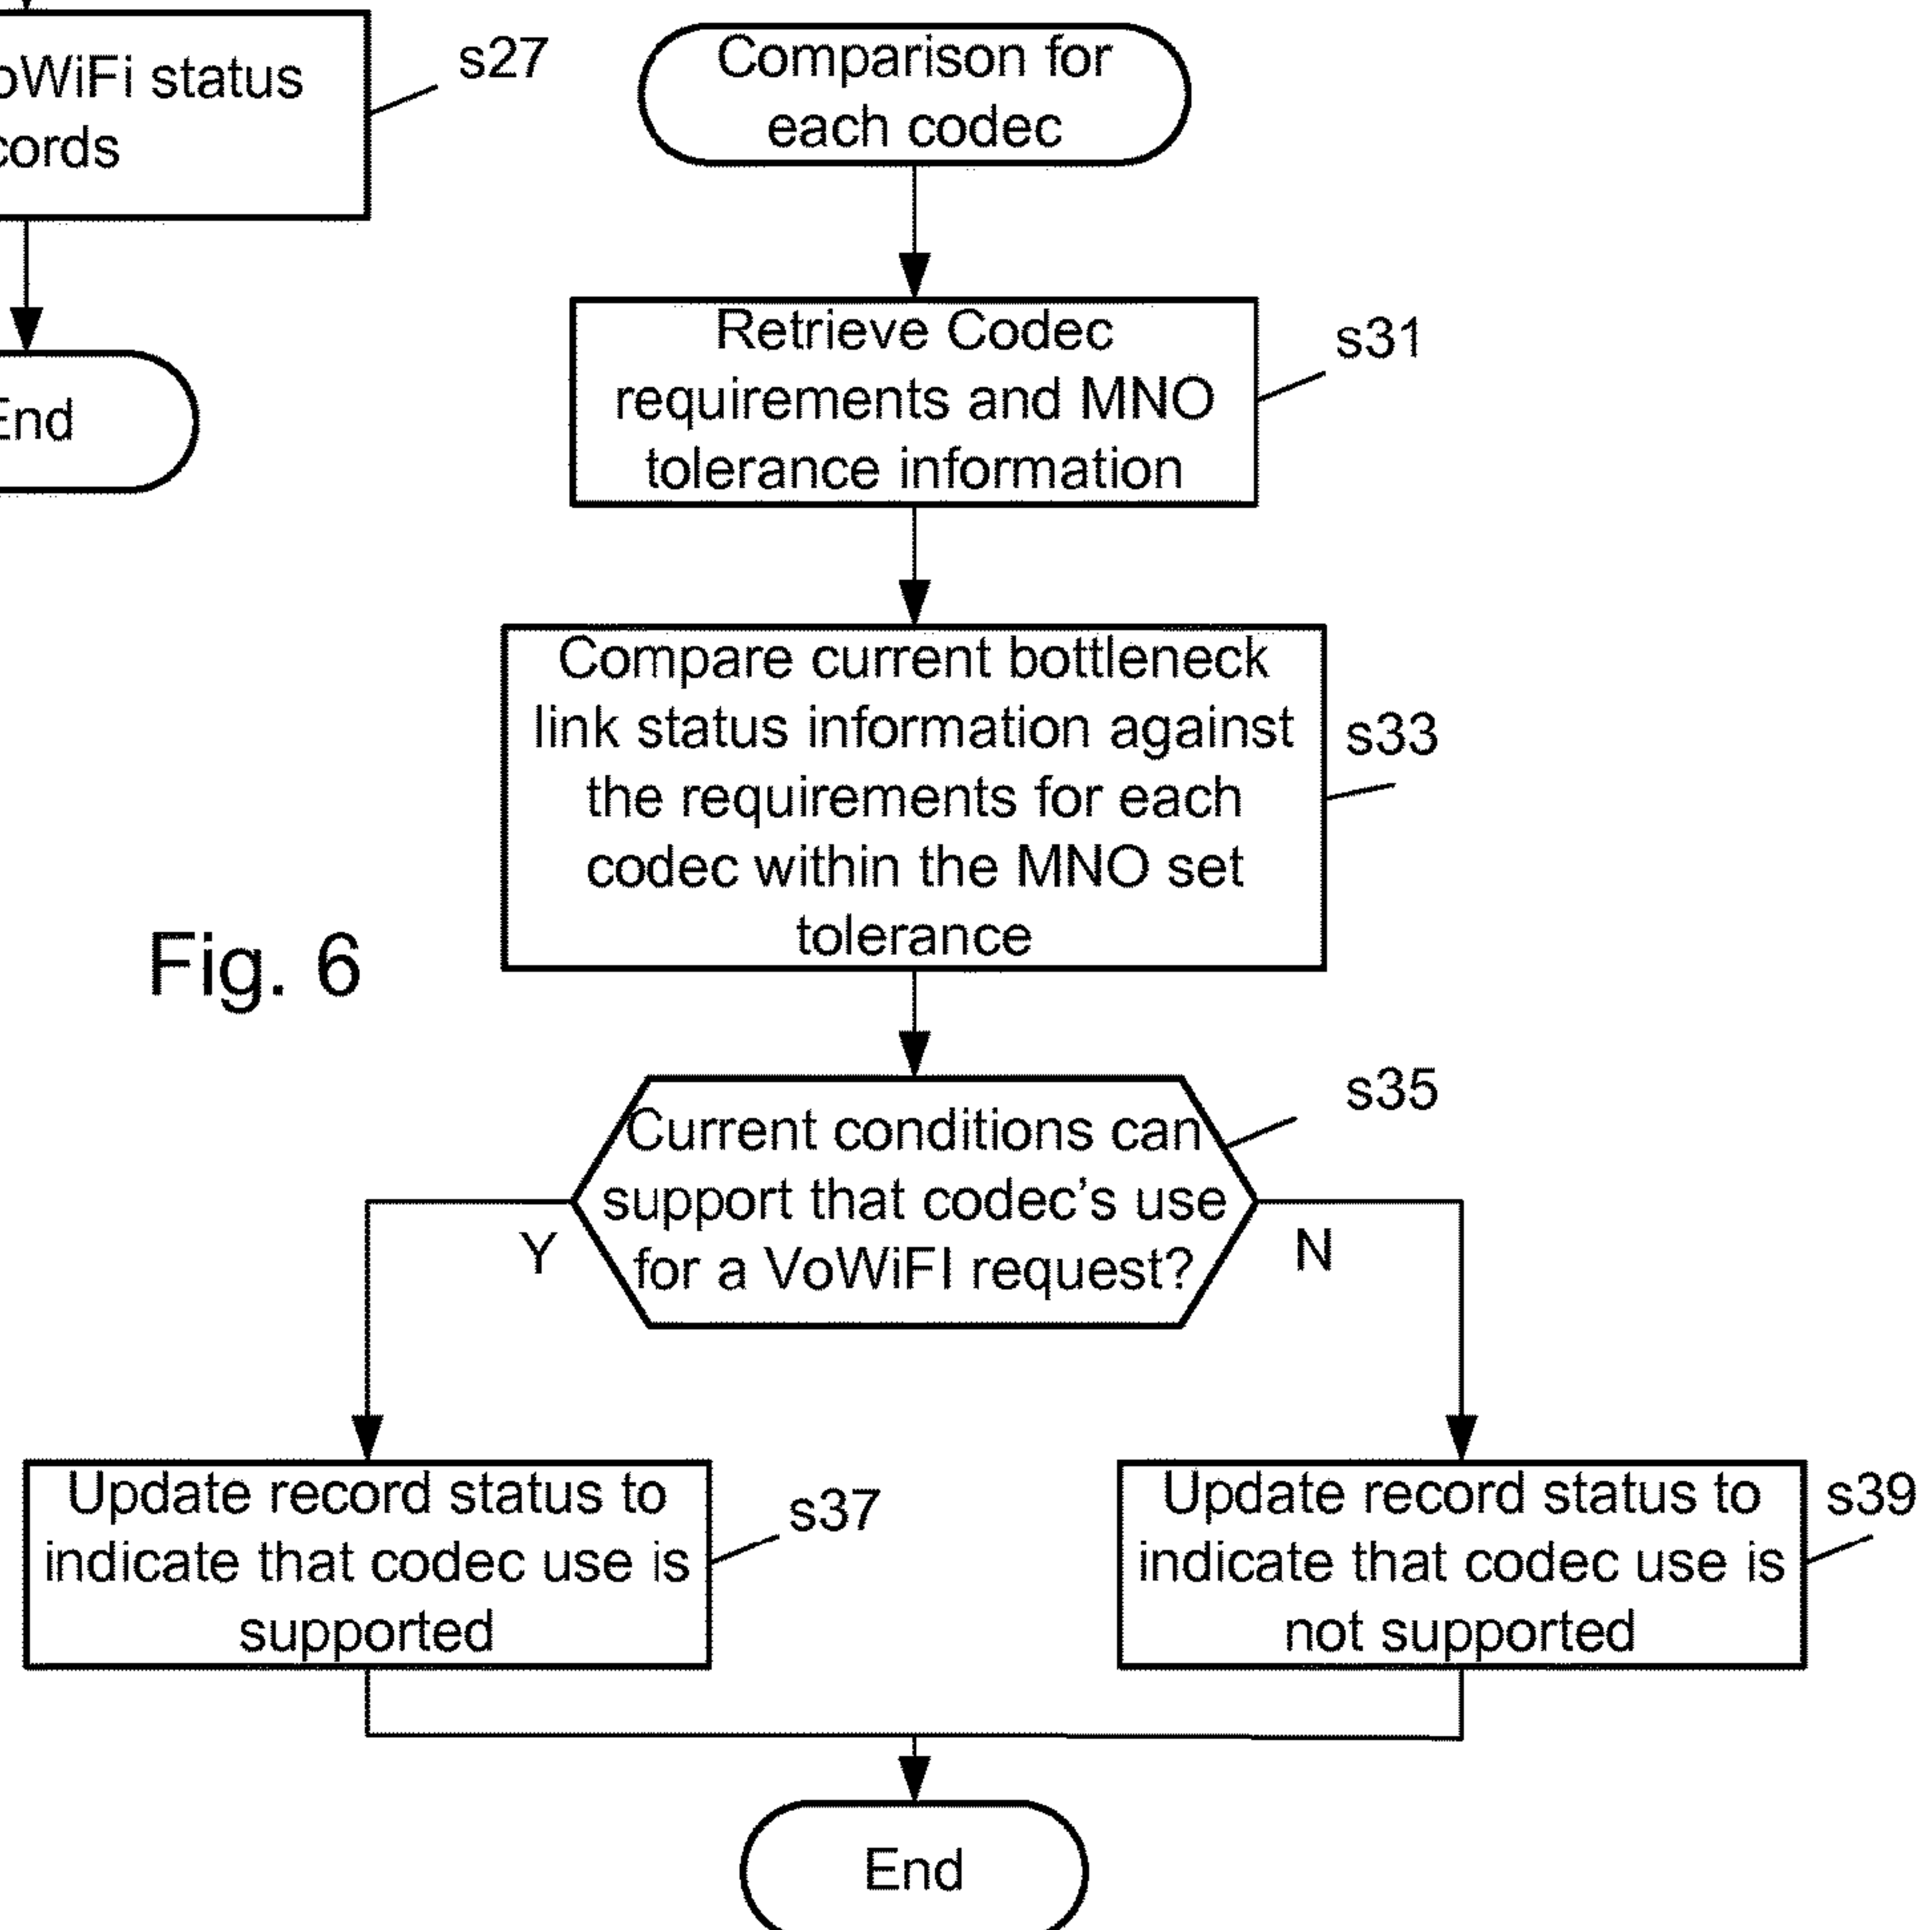 status
s27
End
Comparison for
each codec
Retrieve Codec
requirements and MNO
tolerance information
s31
Compare current bottleneck
link status information against
the requirements for each
codec within the MNO set
tolerance
s33
Fig. 6
Current conditions can
support that codec's use
for a VoWiFI request?
s35
Y
N
Update record status to
indicate that codec use is
supported
s37
Update record status to
indicate that codec use is
not supported
s39
End